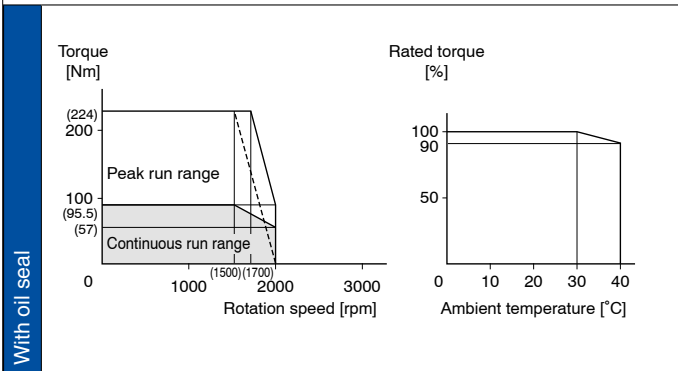 With oil seal
Torque
[Nm]
(224)
200
Peak run range
100
(95.5)
(57)
Continuous run range
0
1000
(1500)
(1700)
2000
3000
Rotation speed [rpm]
Rated torque
[%]
100
90
50
0
10
20
30
40
Ambient temperature [˚C]